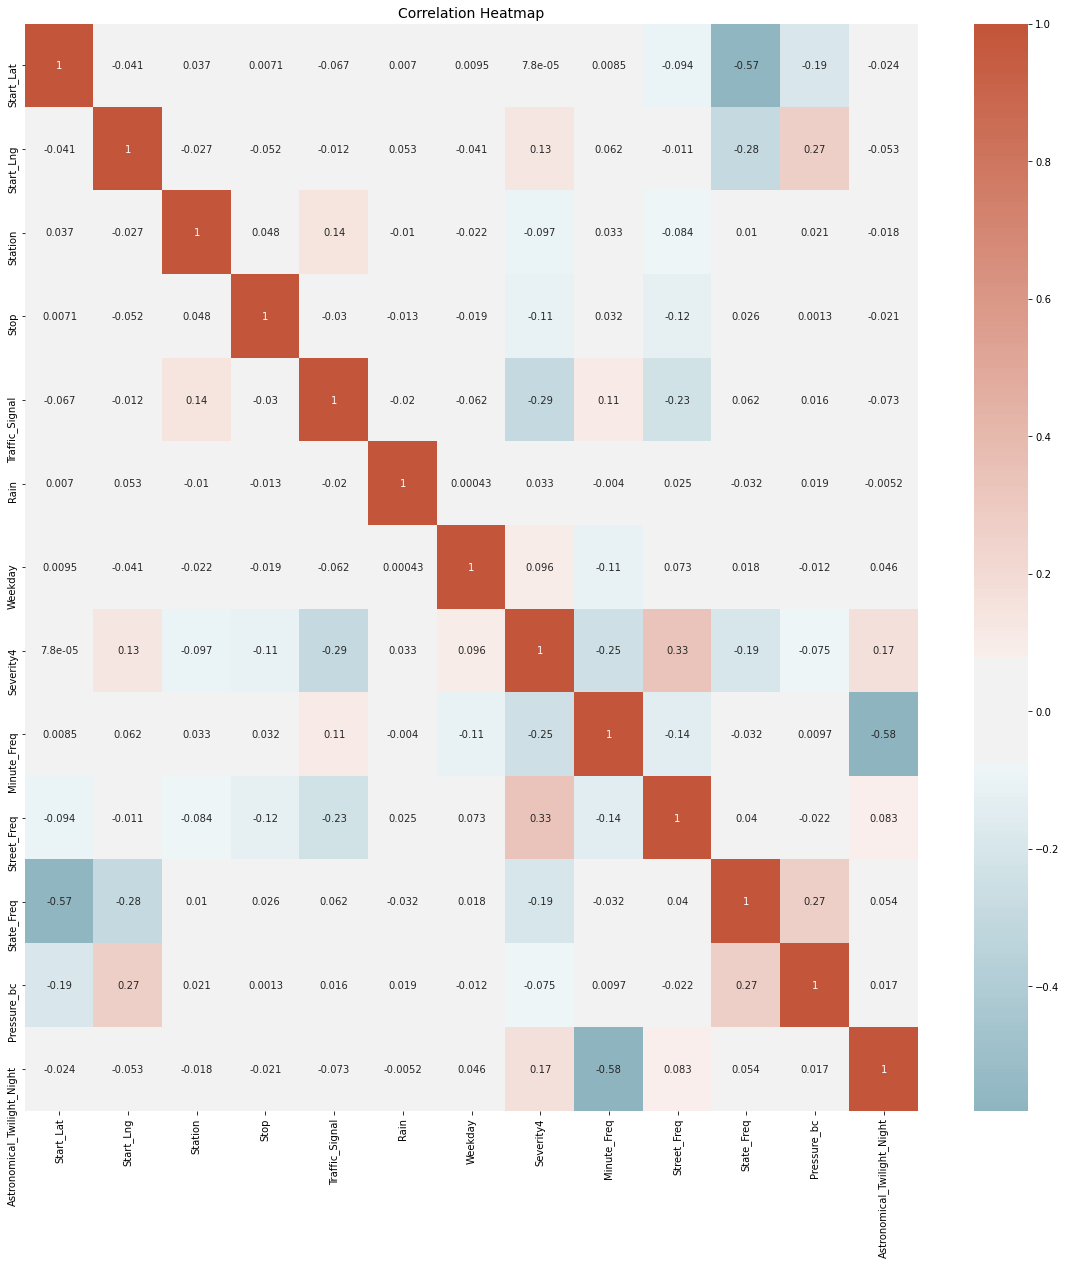 Correlation Heatmap
Start_Lat 1 -0.041 0.037 0.0071 -0.067 0.007 0.0095 7.8e-05 0.0085 -0.094 -0.57 -0.19 -0.024
Start_Lng -0.041 1 -0.027 -0.052 -0.012 0.053 -0.041 0.13 0.062 -0.011 -0.28 0.27 -0.053
Station 0.037 -0.027 1 0.048 0.14 -0.01 -0.022 -0.097 0.033 -0.084 0.01 0.021 -0.018
Stop 0.0071 -0.052 0.048 1 -0.03 -0.013 -0.019 -0.11 0.032 -0.12 0.026 0.0013 -0.021
Traffic_Signal -0.067 -0.012 0.14 -0.03 1 -0.02 -0.062 -0.29 0.11 -0.23 0.062 0.016 -0.073
Rain 0.007 0.053 -0.01 -0.013 -0.02 1 0.00043 0.033 -0.004 0.025 -0.032 0.019 -0.0052
Weekday 0.0095 -0.041 -0.022 -0.019 -0.062 0.00043 1 0.096 -0.11 0.073 0.018 -0.012 0.046
Severity4 7.8e-05 0.13 -0.097 -0.11 -0.29 0.033 0.096 1 -0.25 0.33 -0.19 -0.075 0.17
Minute_Freq 0.0085 0.062 0.033 0.032 0.11 -0.004 -0.11 -0.25 1 -0.14 -0.032 0.0097 -0.58
Street_Freq -0.094 -0.011 -0.084 -0.12 -0.23 0.025 0.073 0.33 -0.14 1 0.04 -0.022 0.083
State_Freq -0.57 -0.28 0.01 0.026 0.062 -0.032 0.018 -0.19 -0.032 0.04 1 0.27 0.054
Pressure_bc -0.19 0.27 0.021 0.0013 0.016 0.019 -0.012 -0.075 0.0097 -0.022 0.27 1 0.017
Astronomical_Twilight_Night -0.024 -0.053 -0.018 -0.021 -0.073 -0.0052 0.046 0.17 -0.58 0.083 0.054 0.017 1
Start_Lat Start_Lng Station Stop Traffic_Signal Rain Weekday Severity4 Minute_Freq Street_Freq State_Freq Pressure_bc Astronomical_Twilight_Night
1.0
0.8
0.6
0.4
0.2
0.0
−0.2
−0.4